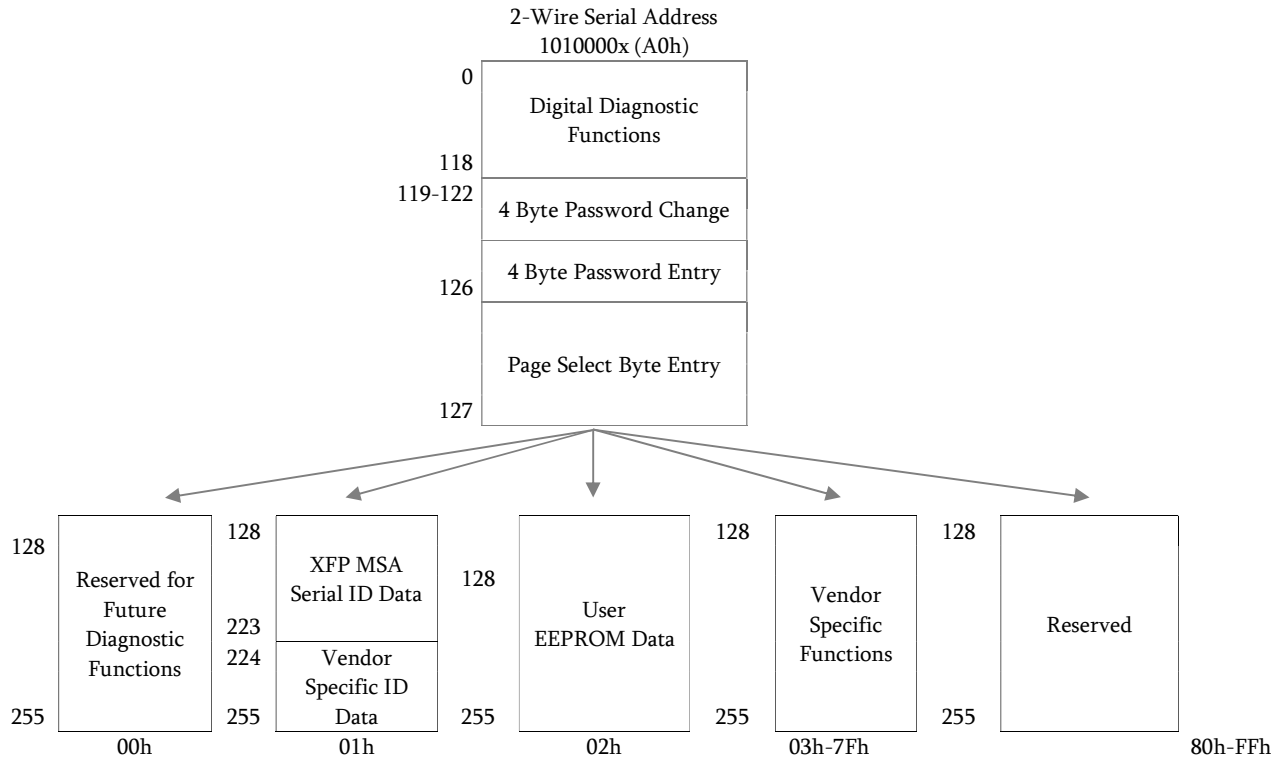 2-Wire Serial Address
1010000x (A0h)
0
Digital Diagnostic
Functions
118
119-122
4 Byte Password Change
4 Byte Password Entry
126
Page Select Byte Entry
127
128
Reserved for
Future
Diagnostic
Functions
255
00h
128
XFP MSA
Serial ID Data
223
224
Vendor
Specific ID
Data
255
01h
128
User
EEPROM Data
255
02h
128
Vendor
Specific
Functions
255
03h-7Fh
128
Reserved
255
80h-FFh